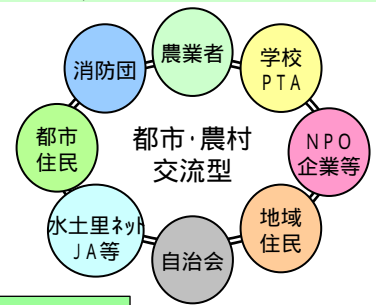 農業者
学校
PTA
NPO
企業等
地域
住民
自治会
水土里ネット
JA等
都市
住民
消防団
都市・農村
交流型